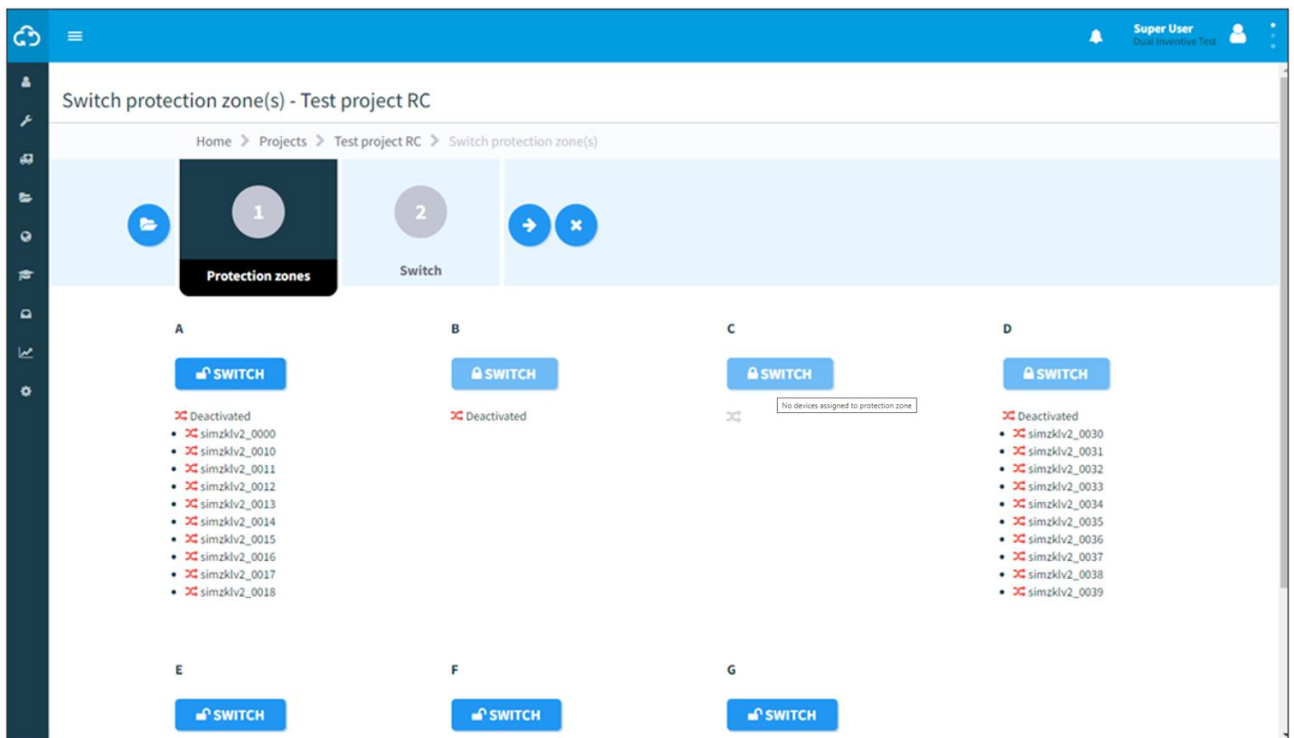 Super User
Dual Inventive Test
Switch protection zone(s) - Test project RC
Home > Projects > Test project RC > Switch protection zone(s)
1
2
Protection zones
Switch
A
B
C
D
SWITCH
SWITCH
SWITCH
SWITCH
No devices assigned to protection zone
Deactivated
simzklv2_0000
simzklv2_0010
simzklv2_0011
simzklv2_0012
simzklv2_0013
simzklv2_0014
simzklv2_0015
simzklv2_0016
simzklv2_0017
simzklv2_0018
Deactivated
Deactivated
simzklv2_0030
simzklv2_0031
simzklv2_0032
simzklv2_0033
simzklv2_0034
simzklv2_0035
simzklv2_0036
simzklv2_0037
simzklv2_0038
simzklv2_0039
E
F
G
SWITCH
SWITCH
SWITCH